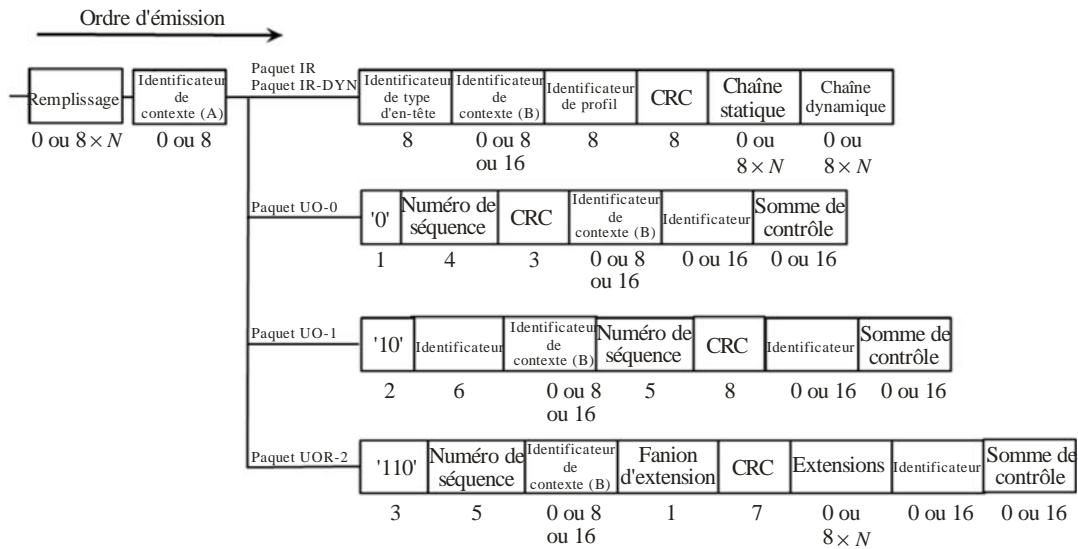 Ordre d'émission
Paquet IR
Paquet IR-DYN
Remplissage
Identificateur
de
contexte (A)
0 ou 8 × N
0 ou 8
Identificateur
de type
d'en-tête
Identificateur
de
contexte (B)
Identificateur
de profil
CRC
Chaîne
statique
Chaîne
dynamique
8
0 ou 8
ou 16
8
8
0 ou
8 × N
0 ou
8 × N
Paquet UO-0
'0'
Numéro de
séquence
CRC
Identificateur
de
contexte (B)
Identificateur
Somme de
contrôle
1
4
3
0 ou 8
ou 16
0 ou 16
0 ou 16
Paquet UO-1
'10'
Identificateur
Identificateur
de
contexte (B)
Numéro de
séquence
CRC
Identificateur
Somme de
contrôle
2
6
0 ou 8
ou 16
5
8
0 ou 16
0 ou 16
Paquet UOR-2
'110'
Numéro de
séquence
Identificateur
de
contexte (B)
Fanion
d'extension
CRC
Extensions
Identificateur
Somme de
contrôle
3
5
0 ou 8
ou 16
1
7
0 ou
8 × N
0 ou 16
0 ou 16